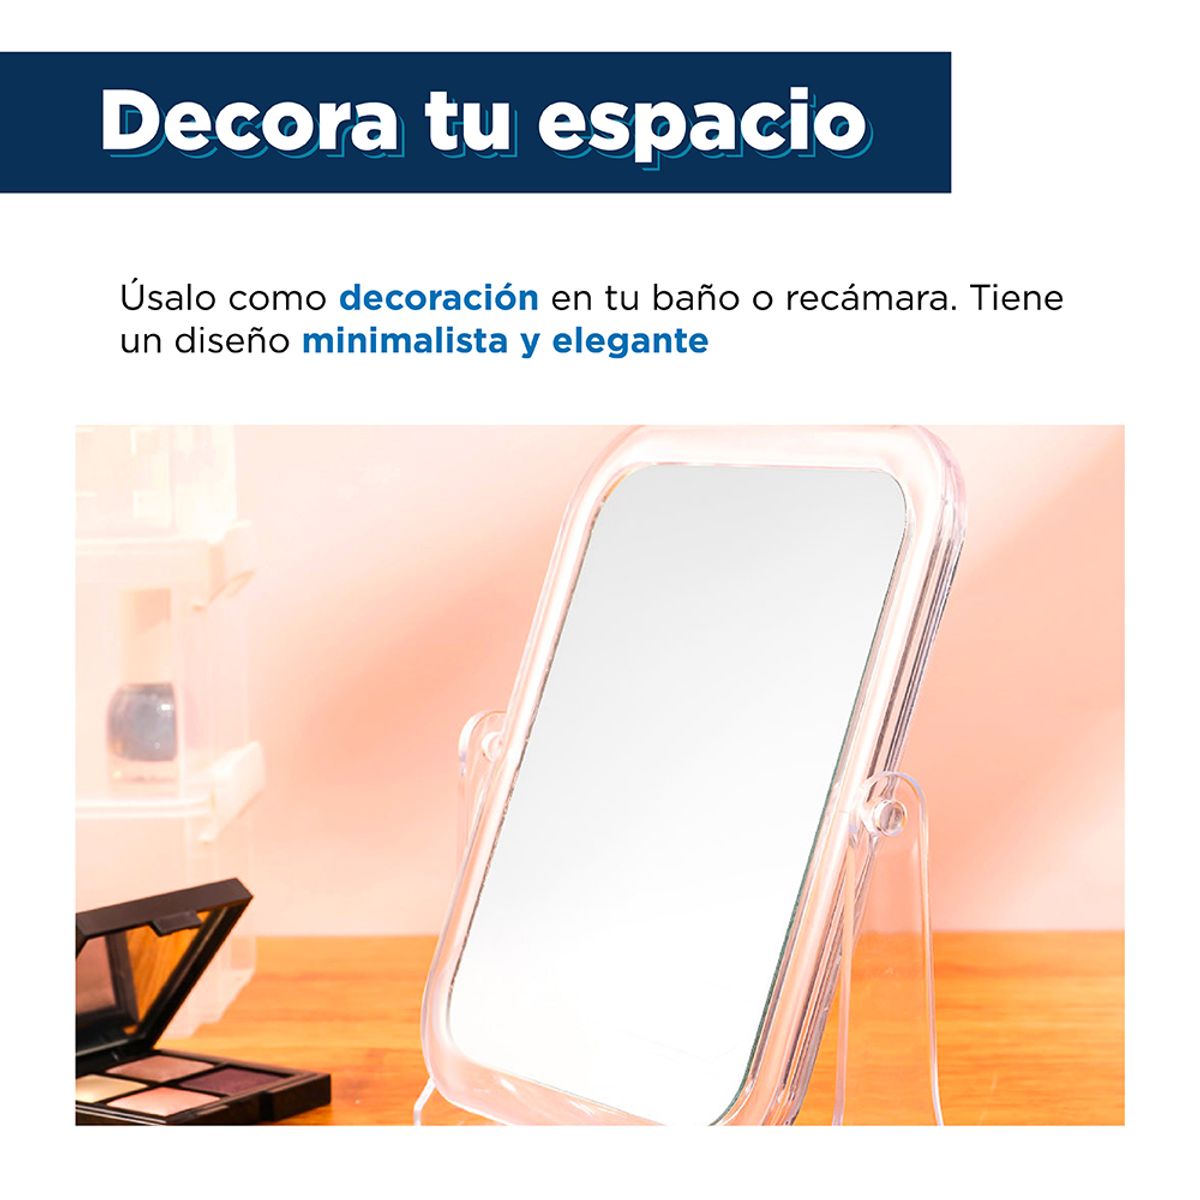 Decora tu espacio
Úsalo como decoración en tu baño o recámara. Tiene
un diseño minimalista y elegante